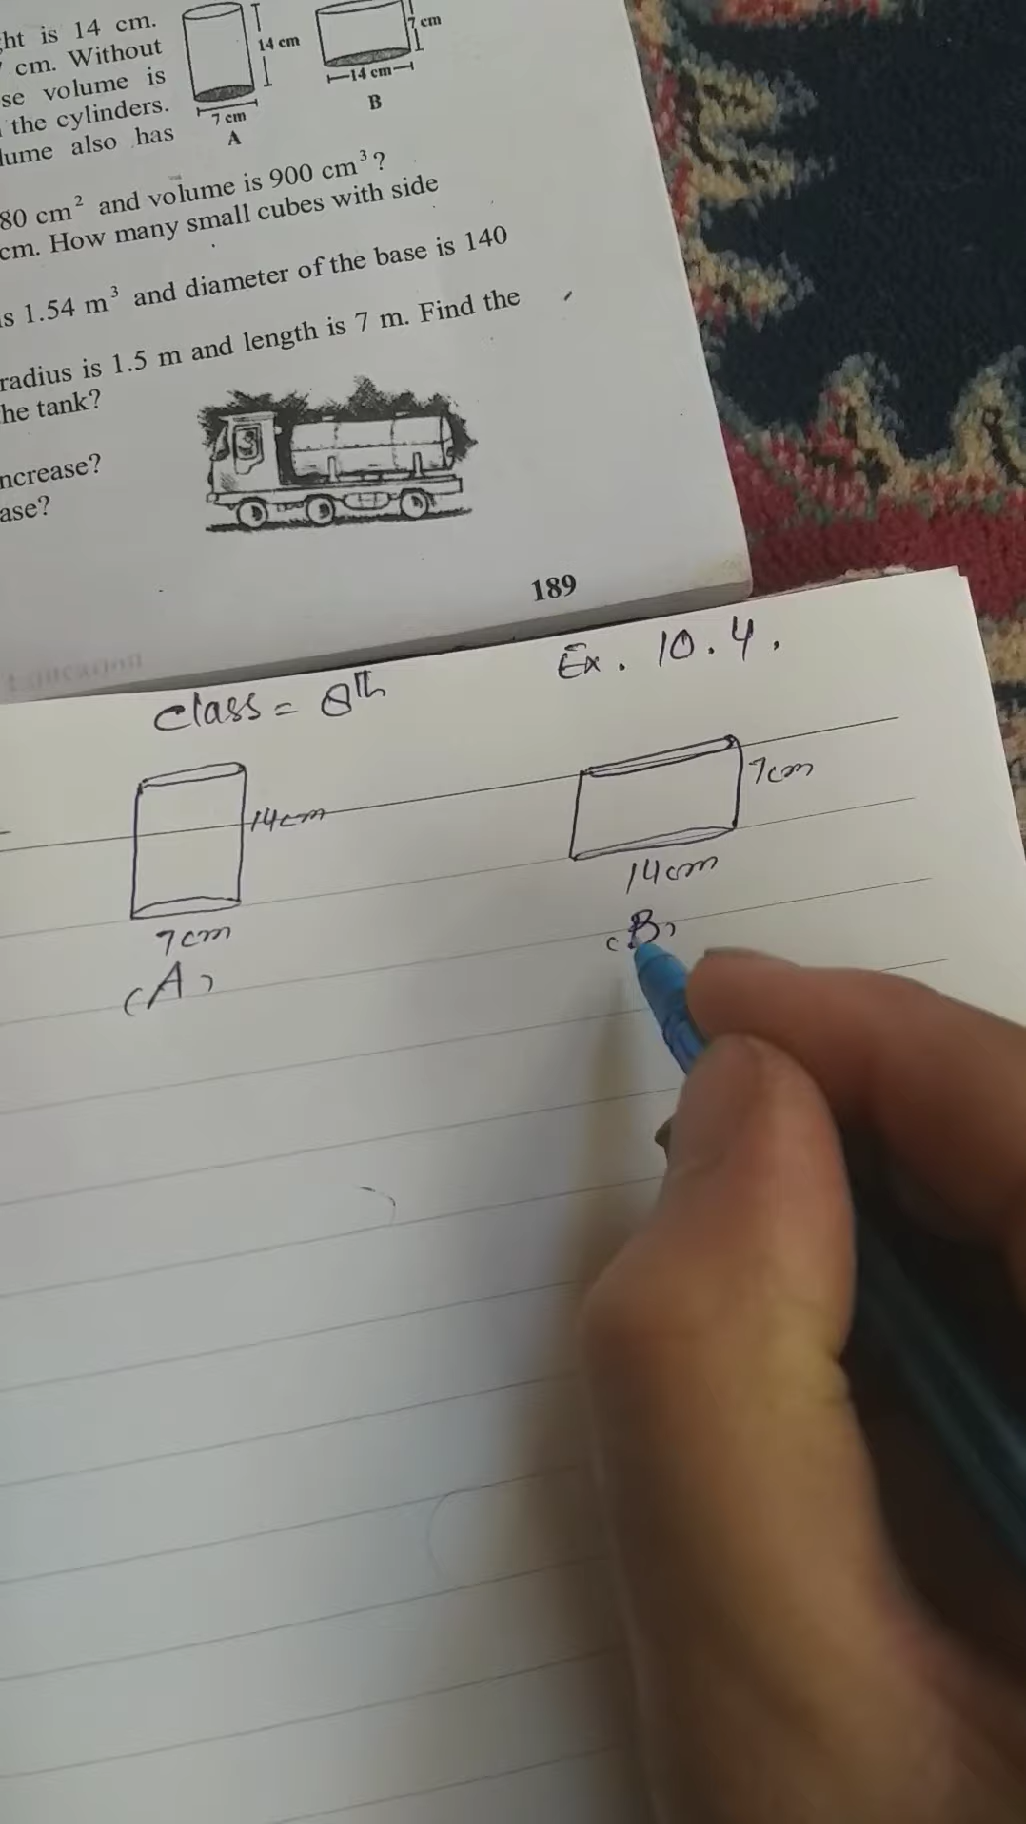 ht is 14 cm.
cm. Without
se volume is
the cylinders.
lume also has
14 cm
7 cm
A
7 cm
14 cm
B
80 cm² and volume is 900 cm³?
cm. How many small cubes with side
is 1.54 m³ and diameter of the base is 140
radius is 1.5 m and length is 7 m. Find the
he tank?
ncrease?
ase?
189
Class = 8th
Ex. 10.4.
14cm
7cm
(A)
7cm
14cm
(B)